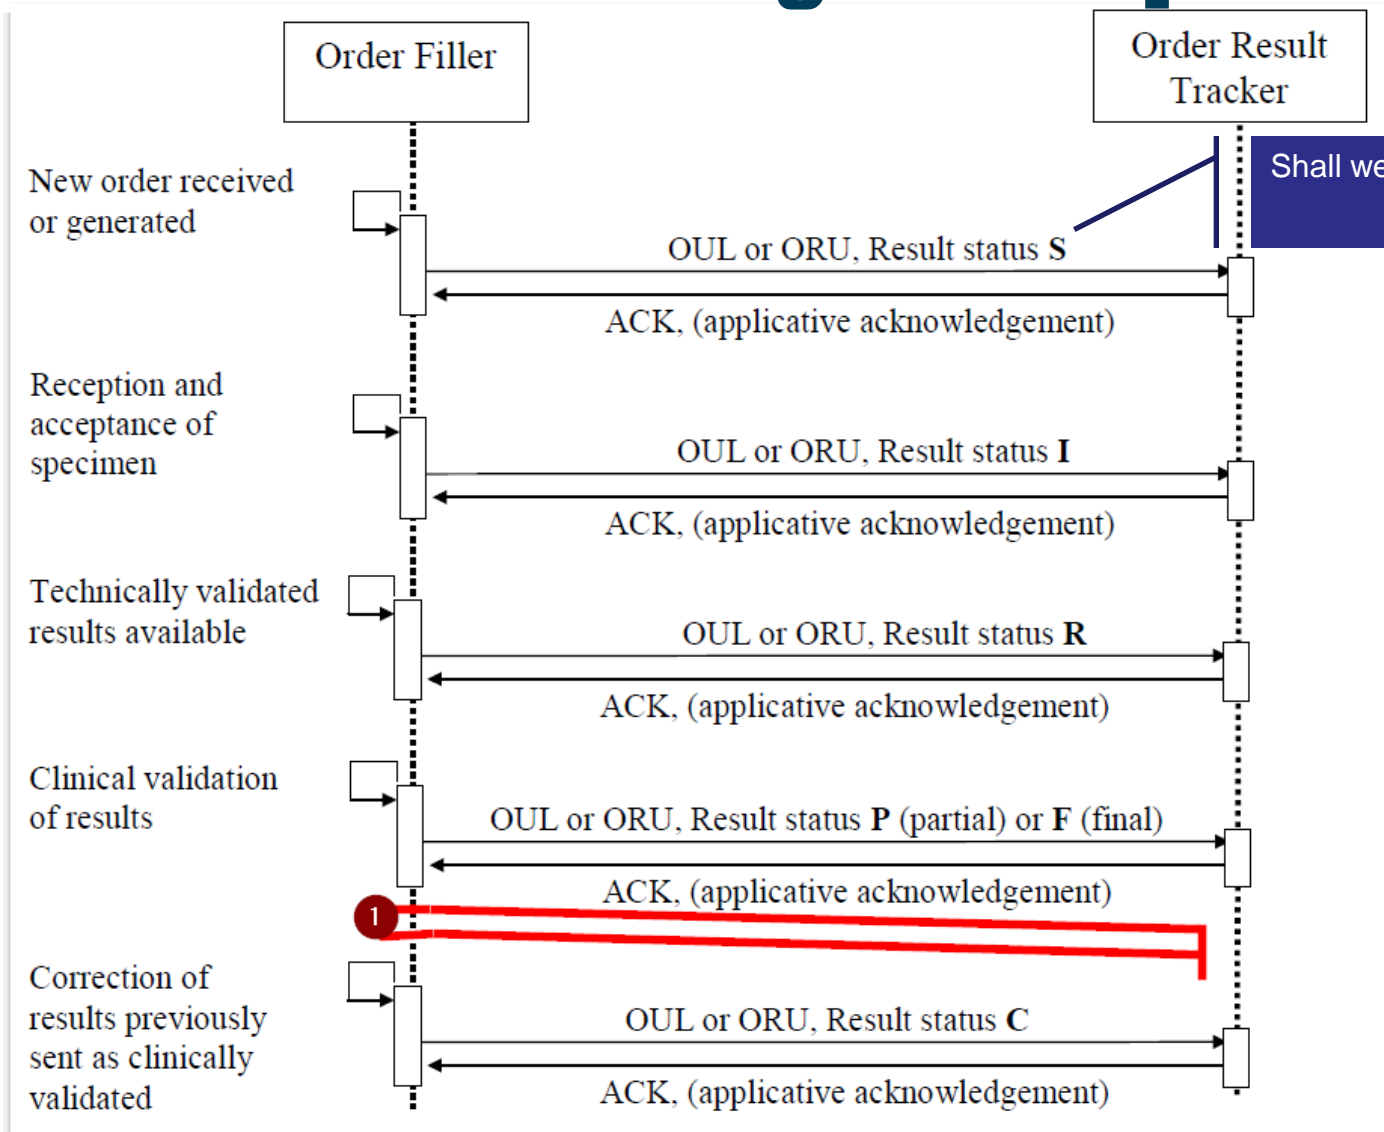 Order Filler
Order Result
Tracker
Shall we
New order received
or generated
OUL or ORU, Result status S
ACK, (applicative acknowledgement)
Reception and
acceptance of
specimen
OUL or ORU, Result status I
ACK, (applicative acknowledgement)
Technically validated
results available
OUL or ORU, Result status R
ACK, (applicative acknowledgement)
Clinical validation
of results
OUL or ORU, Result status P (partial) or F (final)
ACK, (applicative acknowledgement)
1
Correction of
results previously
sent as clinically
validated
OUL or ORU, Result status C
ACK, (applicative acknowledgement)